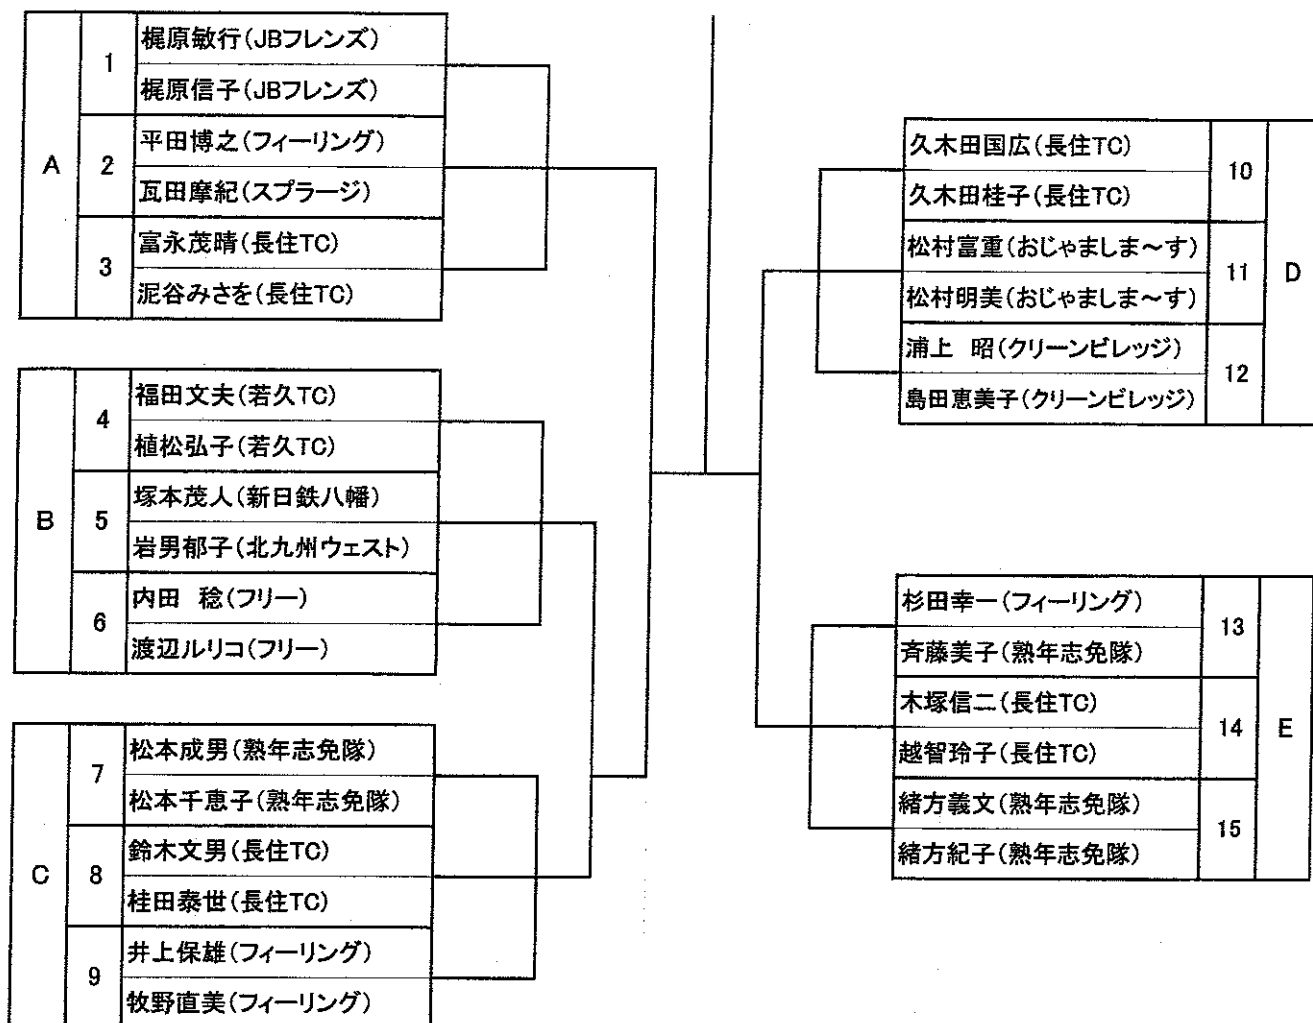 A
1
梶原敏行(JBフレンズ)
梶原信子(JBフレンズ)
2
平田博之(フィーリング)
瓦田摩紀(スプラージ)
3
富永茂晴(長住TC)
泥谷みさを(長住TC)
B
4
福田文夫(若久TC)
植松弘子(若久TC)
5
塚本茂人(新日鉄八幡)
岩男郁子(北九州ウェスト)
6
内田　稔(フリー)
渡辺ルリコ(フリー)
C
7
松本成男(熟年志免隊)
松本千恵子(熟年志免隊)
8
鈴木文男(長住TC)
桂田泰世(長住TC)
9
井上保雄(フィーリング)
牧野直美(フィーリング)
久木田国広(長住TC)
久木田桂子(長住TC)
10
松村富重(おじゃましま～す)
松村明美(おじゃましま～す)
11
浦上　昭(クリーンビレッジ)
島田恵美子(クリーンビレッジ)
12
D
杉田幸一(フィーリング)
斉藤美子(熟年志免隊)
13
木塚信二(長住TC)
越智玲子(長住TC)
14
緒方義文(熟年志免隊)
緒方紀子(熟年志免隊)
15
E